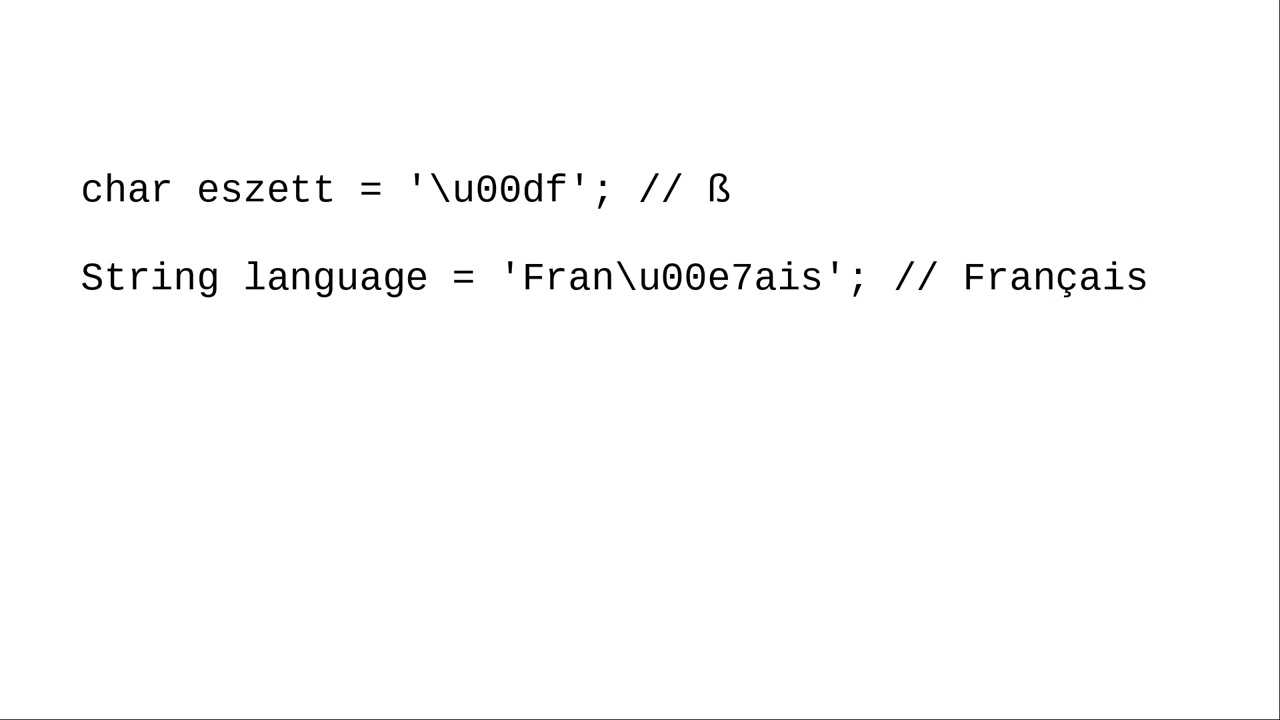 char eszett = '\u00df'; // ß
String language = 'Fran\u00e7ais'; // Français